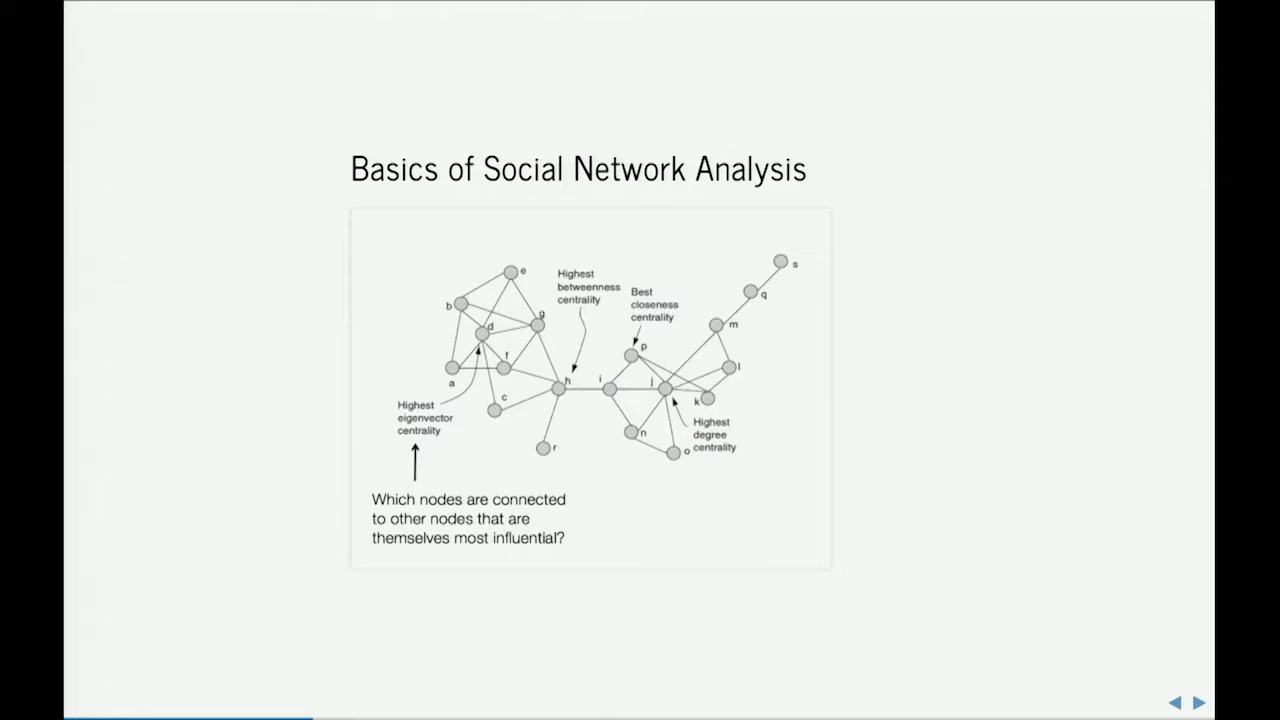 Basics of Social Network Analysis
e
Highest
betweenness
centrality
Best
closeness
centrality
s
q
b
g
d
m
f
p
a
h
i
j
l
k
c
Highest
eigenvector
centrality
Highest
degree
centrality
n
o
r
Which nodes are connected
to other nodes that are
themselves most influential?